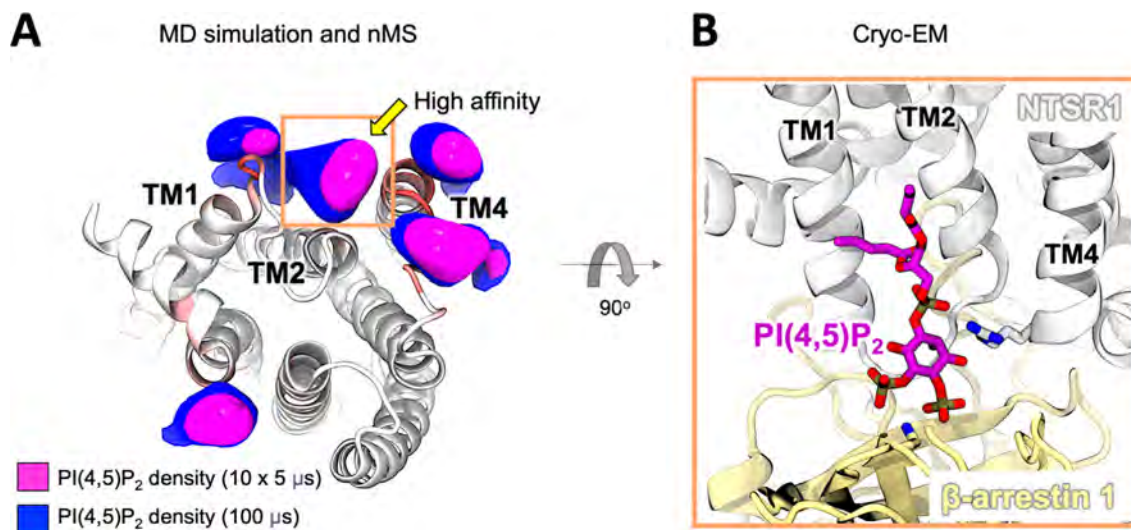 A
MD simulation and nMS
High affinity
TM1
TM2
TM4
PI(4,5)P₂ density (10 x 5 µs)
PI(4,5)P₂ density (100 µs)
90º
B
Cryo-EM
NTSR1
TM1
TM2
TM4
PI(4,5)P₂
β-arrestin 1